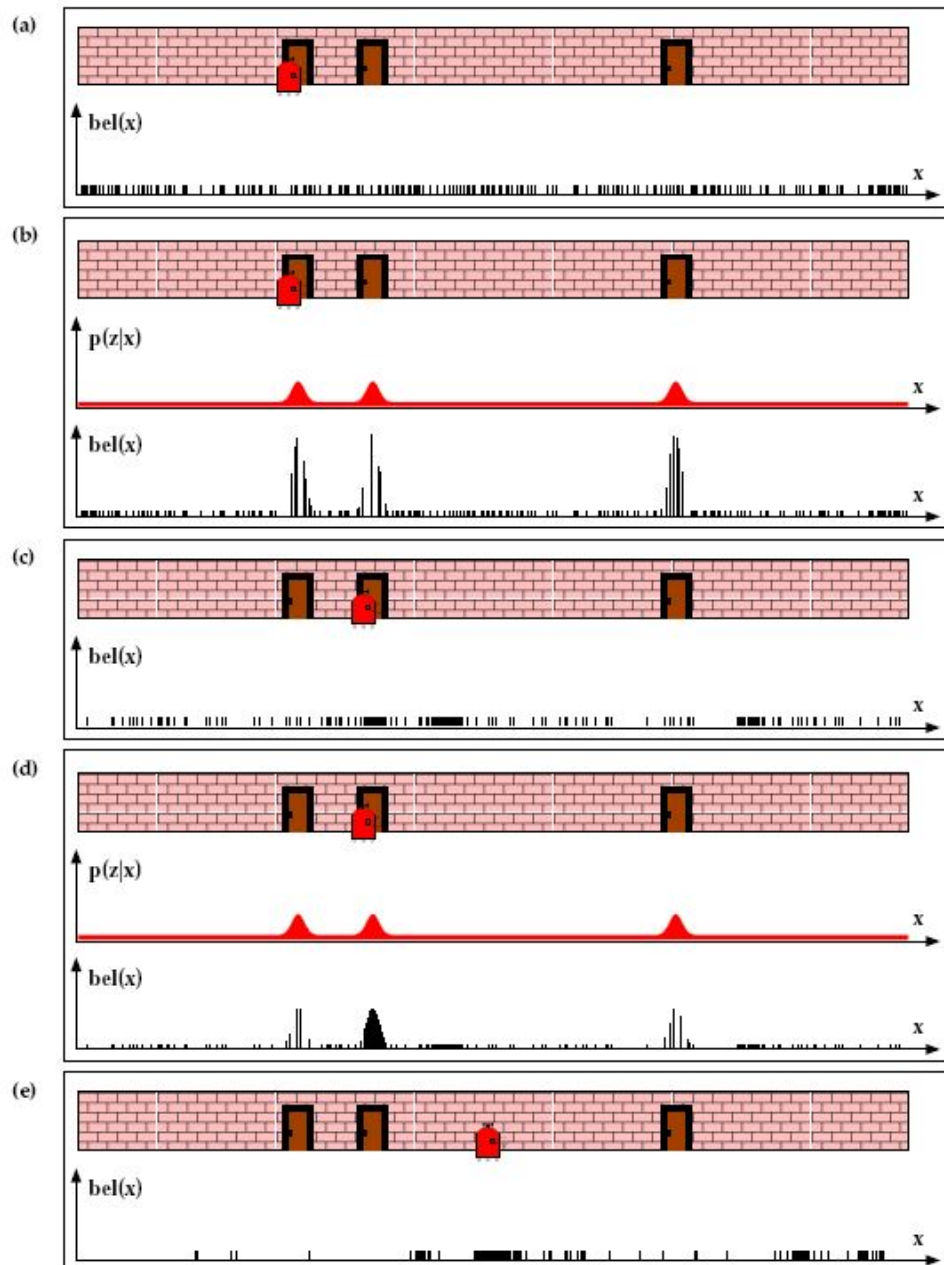 (a)
bel(x)
x
(b)
p(z|x)
x
bel(x)
x
(c)
bel(x)
x
(d)
p(z|x)
x
bel(x)
x
(e)
bel(x)
x